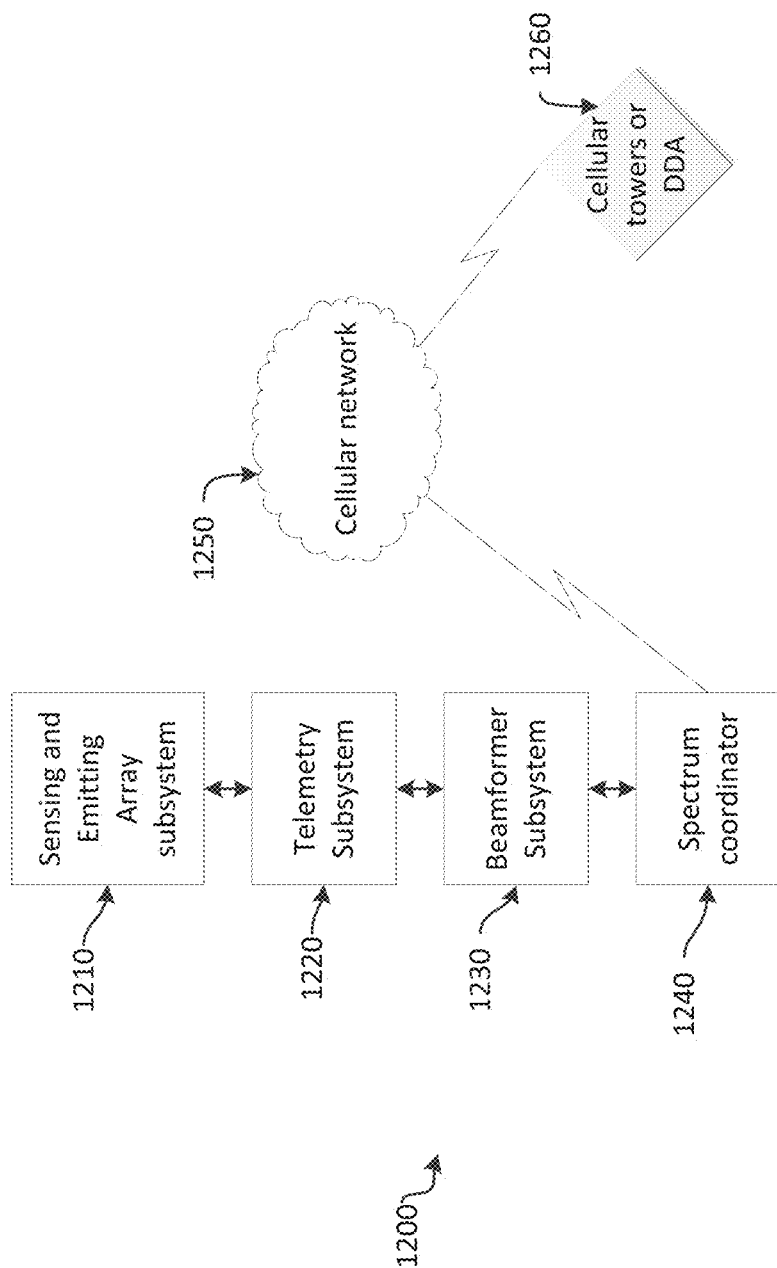 1200
1210
Sensing and
Emitting
Array
subsystem
1220
Telemetry
Subsystem
1230
Beamformer
Subsystem
1240
Spectrum
coordinator
1250
Cellular network
1260
Cellular
towers or
DDA